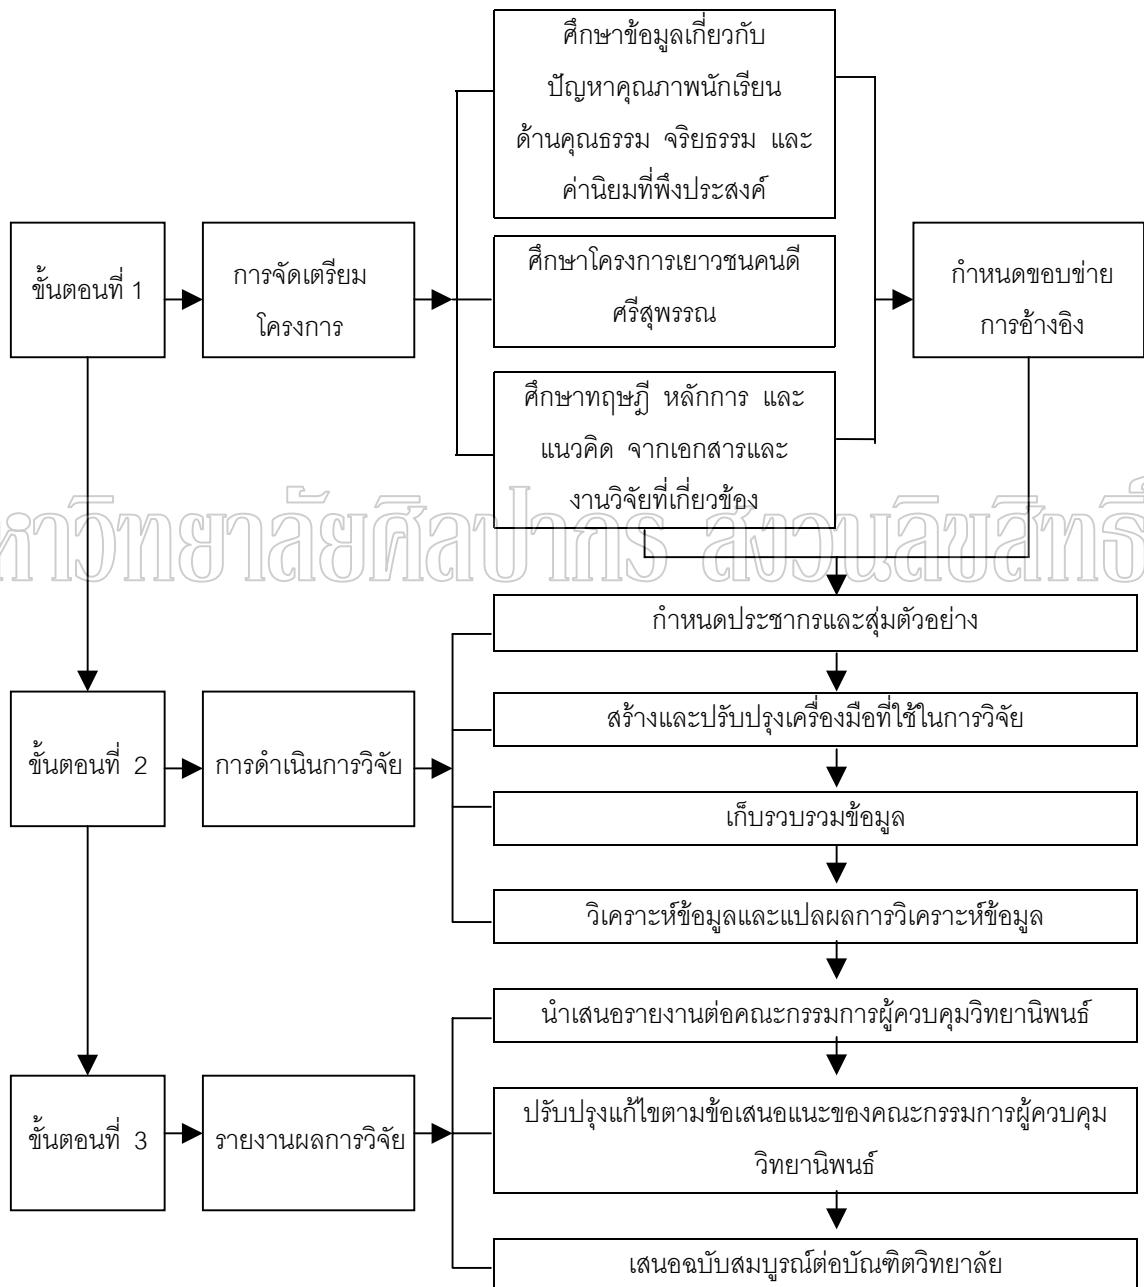 ศึกษาข้อมูลเกี่ยวกับ
ปัญหาคุณภาพนักเรียน
ด้านคุณธรรม จริยธรรม และ
ค่านิยมที่พึงประสงค์
ขั้นตอนที่ 1
การจัดเตรียม
โครงการ
ศึกษาโครงการเยาวชนคนดี
ศรีสุพรรณ
กำหนดขอบข่าย
การอ้างอิง
ศึกษาทฤษฎี หลักการ และ
แนวคิด จากเอกสารและ
งานวิจัยที่เกี่ยวข้อง
หาวิทยาลัยศิลปากร สงวนลิขสิทธิ์
กำหนดประชากรและสุ่มตัวอย่าง
ขั้นตอนที่ 2
การดำเนินการวิจัย
สร้างและปรับปรุงเครื่องมือที่ใช้ในการวิจัย
เก็บรวบรวมข้อมูล
วิเคราะห์ข้อมูลและแปลผลการวิเคราะห์ข้อมูล
นำเสนอรายงานต่อคณะกรรมการผู้ควบคุมวิทยานิพนธ์
ขั้นตอนที่ 3
รายงานผลการวิจัย
ปรับปรุงแก้ไขตามข้อเสนอแนะของคณะกรรมการผู้ควบคุม
วิทยานิพนธ์
เสนอฉบับสมบูรณ์ต่อบัณฑิตวิทยาลัย